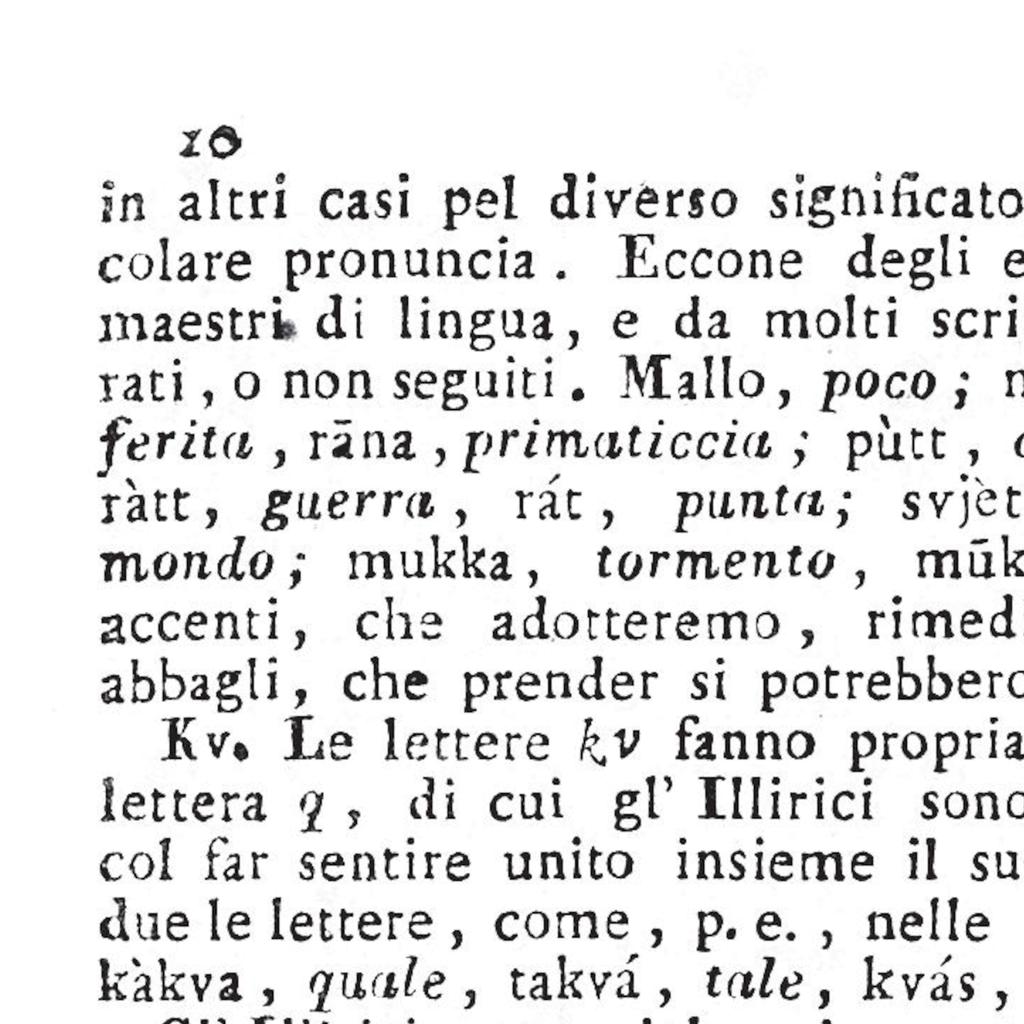 10
in altri casi pel diverso significato
colare pronuncia. Eccone degli
maestri di lingua, e da molti scri
rati, o non seguiti. Mallo, poco;
ferita, rāna, primaticcia; pùtt,
ràtt, guerra, rát, punta; svjèt
mondo; mukka, tormento, mūk
accenti, che adotteremo, rimed
abbagli, che prender si potrebbero
Kv. Le lettere kv fanno propria
lettera q, di cui gl' Illirici sono
col far sentire unito insieme il su
due le lettere, come, p. e., nelle
kàkva, quale, takvá, tale, kvás,